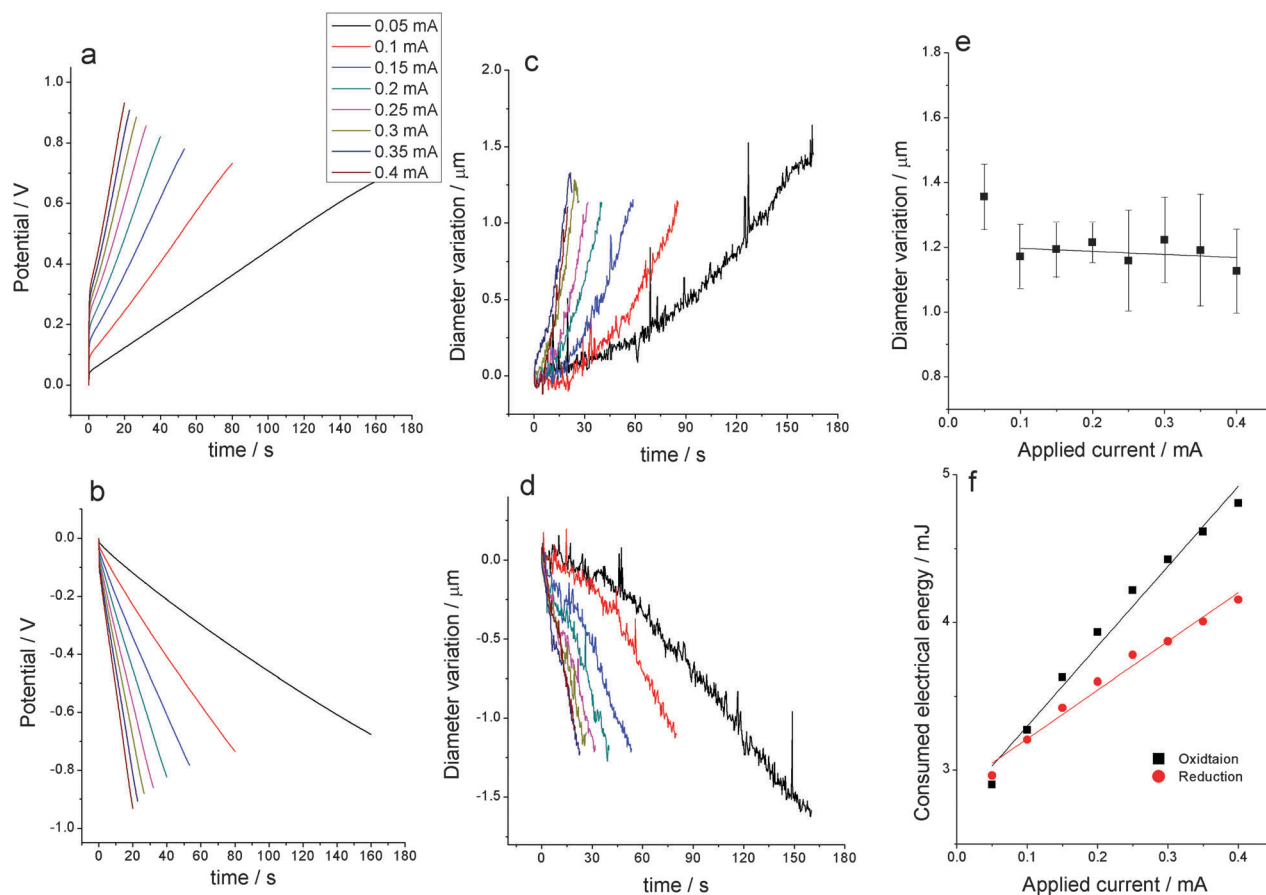 a
0.05 mA
0.1 mA
0.15 mA
0.2 mA
0.25 mA
0.3 mA
0.35 mA
0.4 mA
1.0
0.8
0.6
0.4
0.2
0.0
Potential / V
0 20 40 60 80 100 120 140 160 180
time / s
c
2.0
1.5
1.0
0.5
0.0
Diameter variation / μm
0 30 60 90 120 150 180
time / s
e
1.8
1.6
1.4
1.2
1.0
0.8
Diameter variation / μm
0.0 0.1 0.2 0.3 0.4
Applied current / mA
b
0.0
-0.2
-0.4
-0.6
-0.8
-1.0
Potential / V
0 20 40 60 80 100 120 140 160 180
time / s
d
0.0
-0.5
-1.0
-1.5
Diameter variation / μm
0 30 60 90 120 150 180
time / s
f
5
4
3
Consumed electrical energy / mJ
Oxidtaion
Reduction
0.0 0.1 0.2 0.3 0.4
Applied current / mA